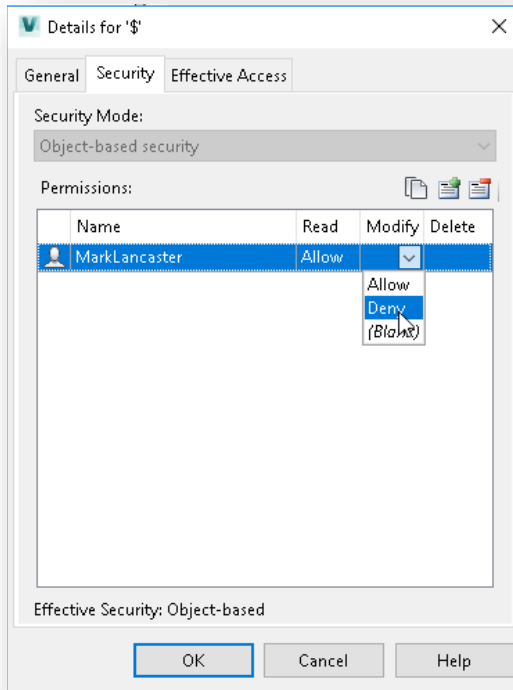 Details for '$'
General Security Effective Access
Security Mode:
Object-based security
Permissions:
Name Read Modify Delete
MarkLancaster Allow
Allow
Deny
(Blank)
Effective Security: Object-based
OK Cancel Help